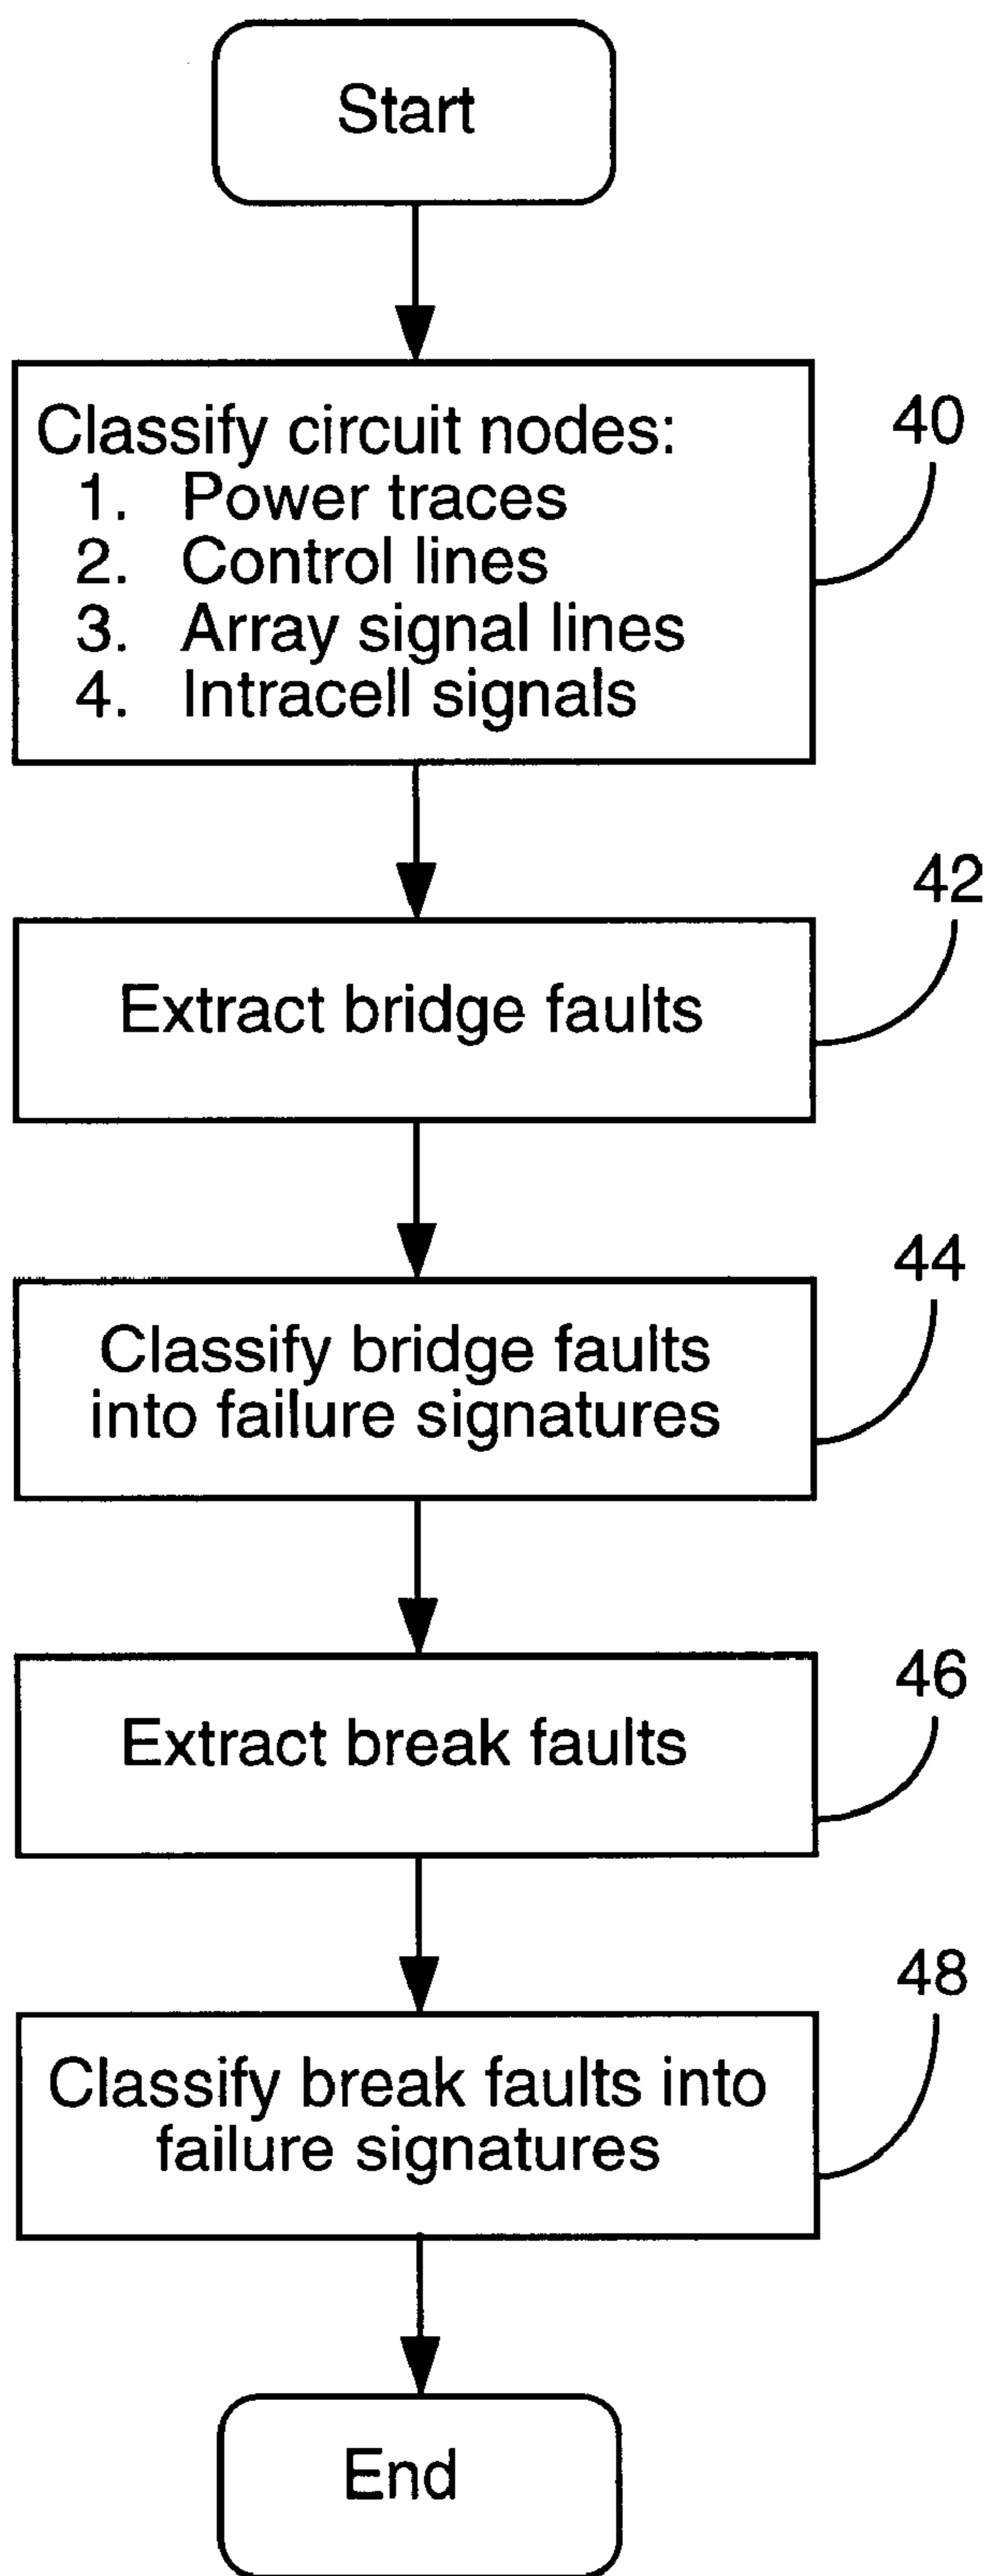 Start
Classify circuit nodes:
1. Power traces
2. Control lines
3. Array signal lines
4. Intracell signals
40
42
Extract bridge faults
44
Classify bridge faults
into failure signatures
46
Extract break faults
48
Classify break faults into
failure signatures
End